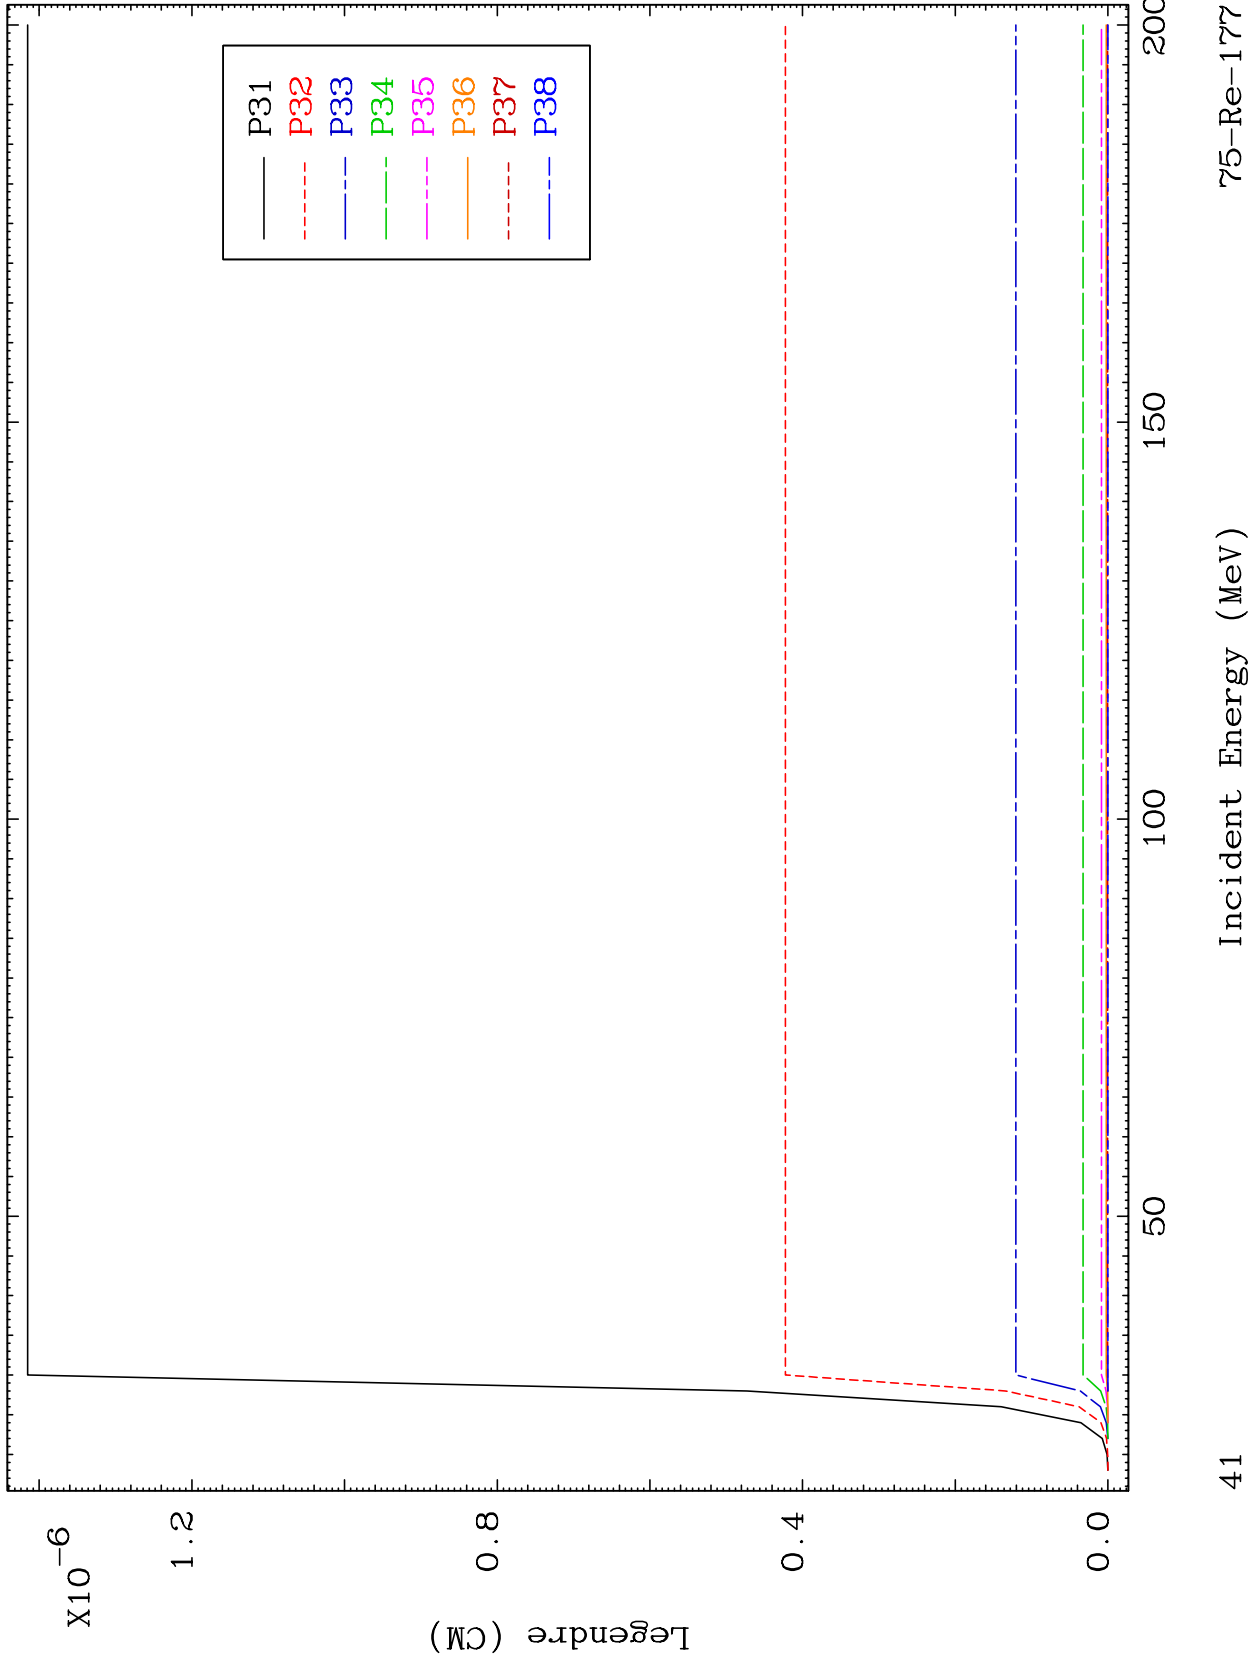 X10-6
1.2
0.8
0.4
0.0
Legendre (CM)
P31
P32
P33
P34
P35
P36
P37
P38
50
100
150
200
Incident Energy (MeV)
41
75-Re-177